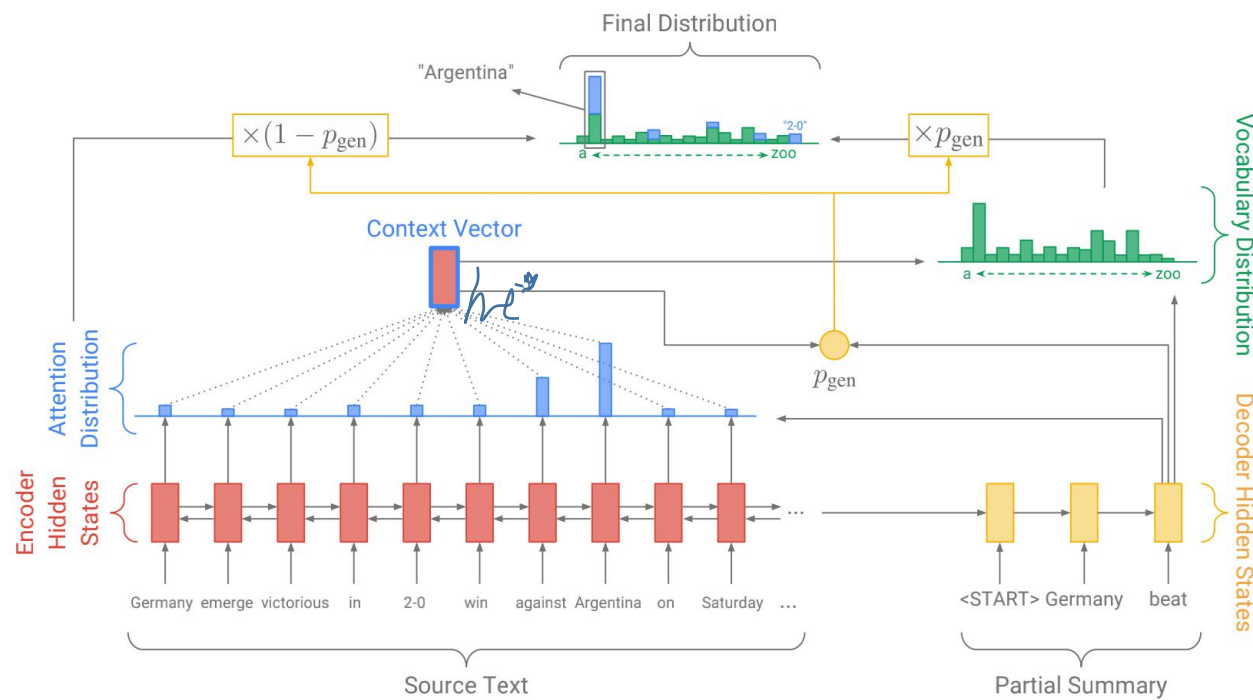 Final Distribution
"Argentina"
×(1 − p_gen)
"2-0"
×p_gen
a
zoo
Context Vector
a
zoo
Vocabulary Distribution
Attention
Distribution
p_gen
Encoder
Hidden
States
...
Decoder Hidden States
Germany emerge victorious in 2-0 win against Argentina on Saturday ...
<START> Germany beat
Source Text
Partial Summary